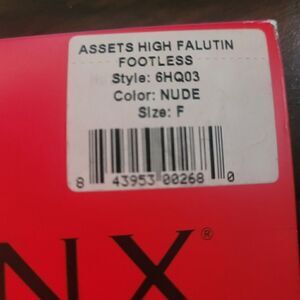 ASSETS HIGH FALUTIN
FOOTLESS
Style: 6HQ03
Color: NUDE
Size: F
8 43953 00268 0
NX®